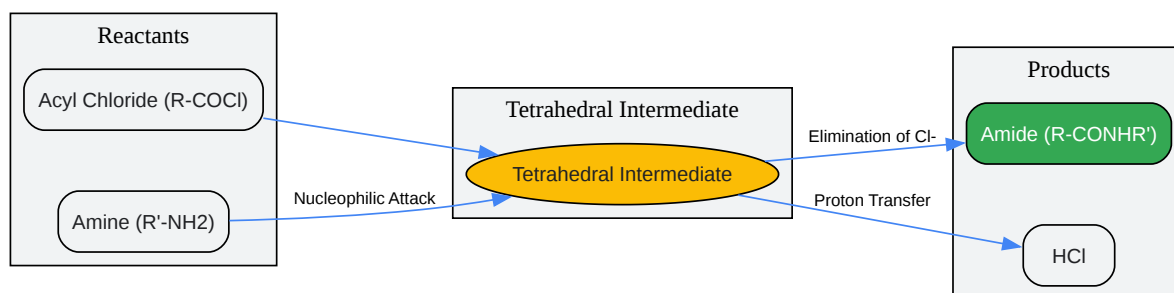 Reactants
Acyl Chloride (R-COCl)
Amine (R'-NH2)
Nucleophilic Attack
Tetrahedral Intermediate
Tetrahedral Intermediate
Elimination of Cl-
Proton Transfer
Products
Amide (R-CONHR')
HCl